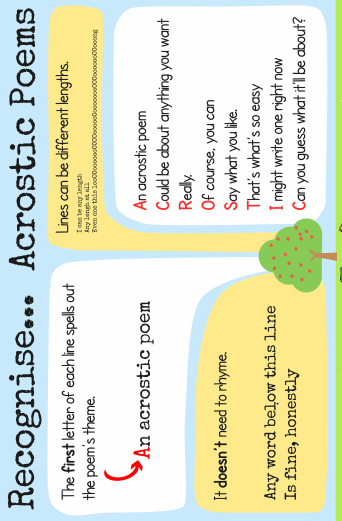 Recognise... Acrostic Poems
The first letter of each line spells out
the poem's theme.
An acrostic poem
It doesn't need to rhyme.
Any word below this line
Is fine, honestly
Lines can be different lengths.
I can be any length
Any lengh at all
Even one this
An acrostic poem
Could be about anything you want
Really.
Of course, you can
Say what you like.
That's what's so easy
I might write one right now
Can you guess what it'll be about?